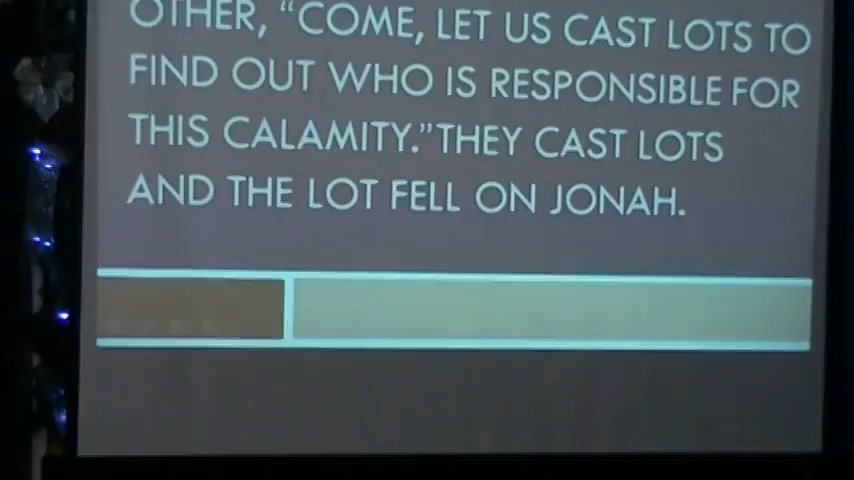 OTHER, “COME, LET US CAST LOTS TO
FIND OUT WHO IS RESPONSIBLE FOR
THIS CALAMITY.”THEY CAST LOTS
AND THE LOT FELL ON JONAH.